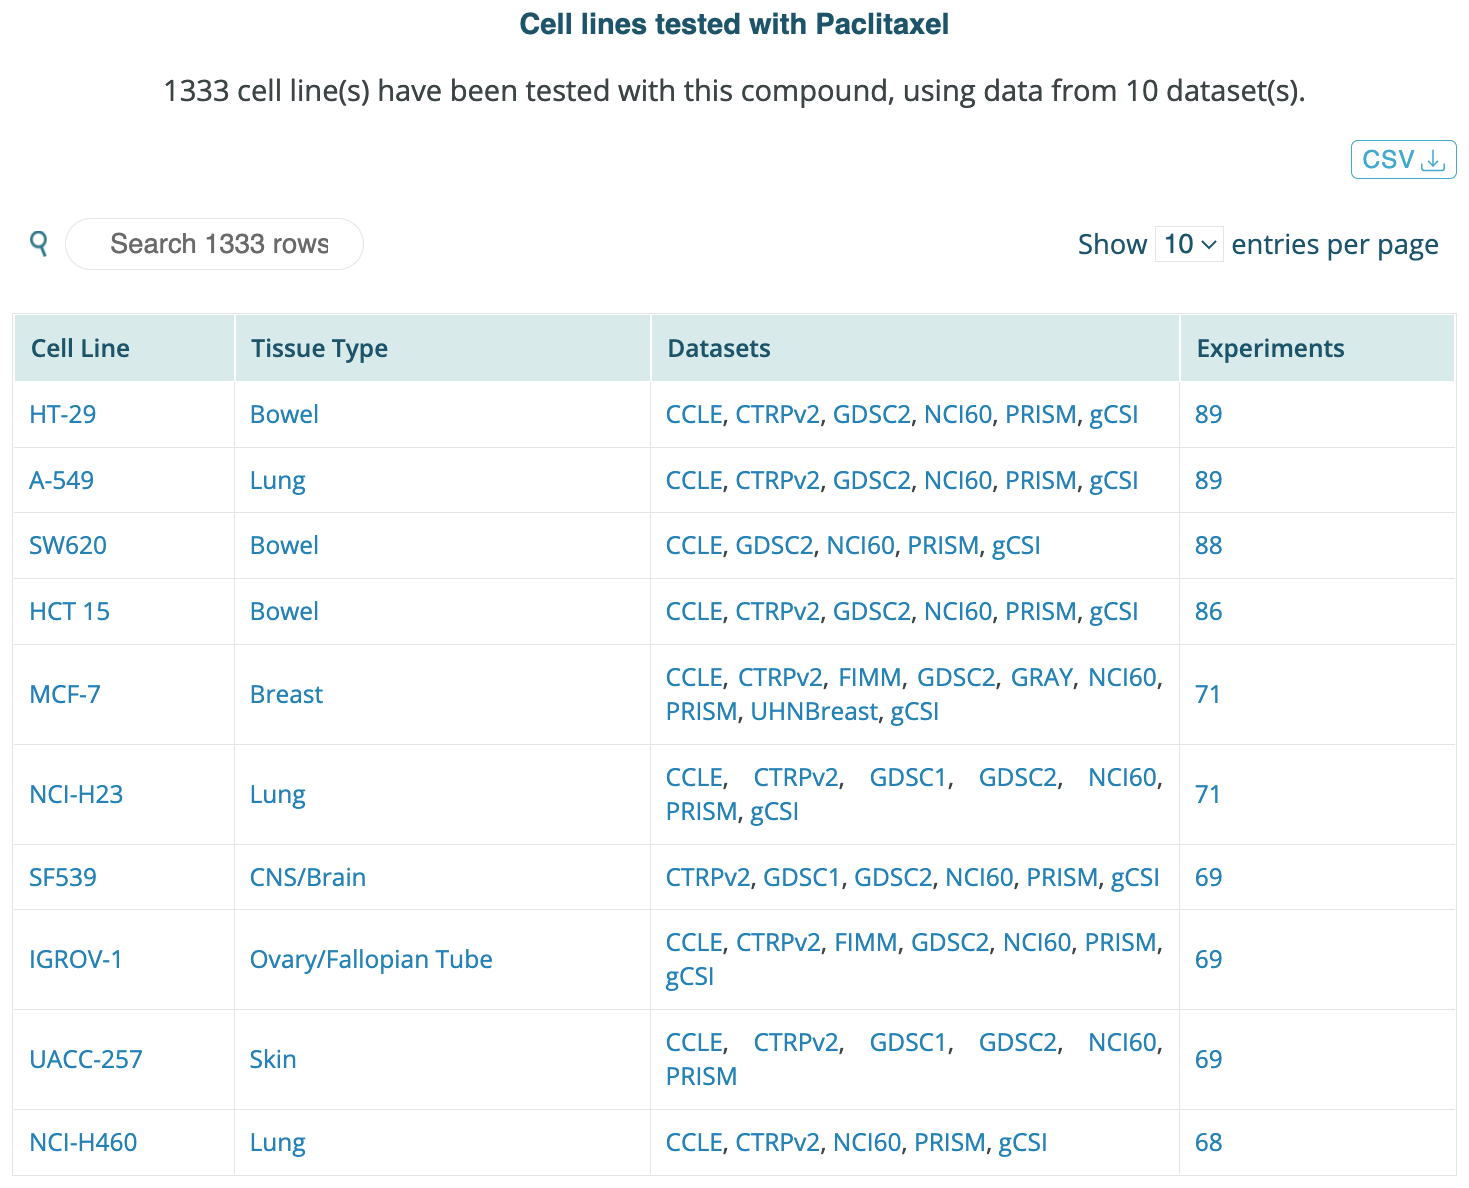 Cell lines tested with Paclitaxel
1333 cell line(s) have been tested with this compound, using data from 10 dataset(s).
CSV
Search 1333 rows
Show 10 entries per page
Cell Line Tissue Type Datasets Experiments
HT-29 Bowel CCLE, CTRPv2, GDSC2, NCI60, PRISM, gCSI 89
A-549 Lung CCLE, CTRPv2, GDSC2, NCI60, PRISM, gCSI 89
SW620 Bowel CCLE, GDSC2, NCI60, PRISM, gCSI 88
HCT 15 Bowel CCLE, CTRPv2, GDSC2, NCI60, PRISM, gCSI 86
MCF-7 Breast CCLE, CTRPv2, FIMM, GDSC2, GRAY, NCI60,
PRISM, UHNBreast, gCSI 71
NCI-H23 Lung CCLE, CTRPv2, GDSC1, GDSC2, NCI60,
PRISM, gCSI 71
SF539 CNS/Brain CTRPv2, GDSC1, GDSC2, NCI60, PRISM, gCSI 69
IGROV-1 Ovary/Fallopian Tube CCLE, CTRPv2, FIMM, GDSC2, NCI60, PRISM,
gCSI 69
UACC-257 Skin CCLE, CTRPv2, GDSC1, GDSC2, NCI60,
PRISM 69
NCI-H460 Lung CCLE, CTRPv2, NCI60, PRISM, gCSI 68